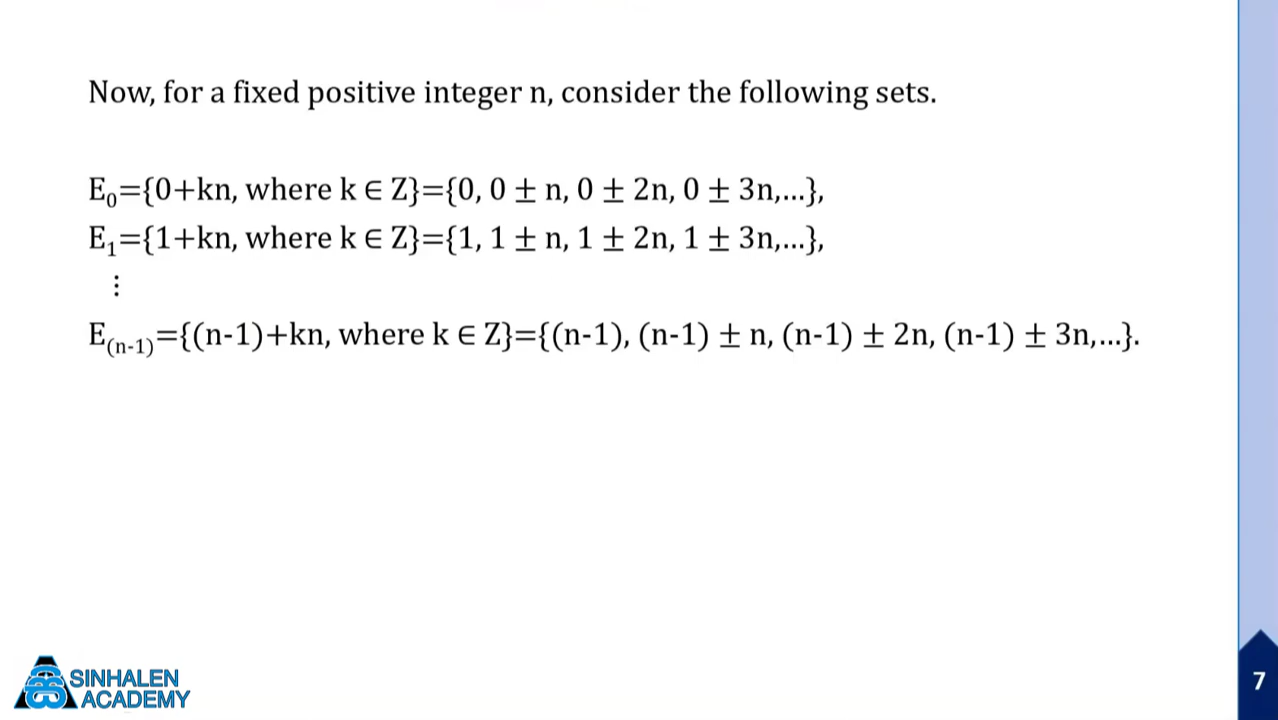 Now, for a fixed positive integer n, consider the following sets.
E₀={0+kn, where k ∈ Z}={0, 0 ± n, 0 ± 2n, 0 ± 3n,...},
E₁={1+kn, where k ∈ Z}={1, 1 ± n, 1 ± 2n, 1 ± 3n,...},
⋮
E₍ₙ₋₁₎={(n-1)+kn, where k ∈ Z}={(n-1), (n-1) ± n, (n-1) ± 2n, (n-1) ± 3n,...}.
SINHALEN
ACADEMY
7